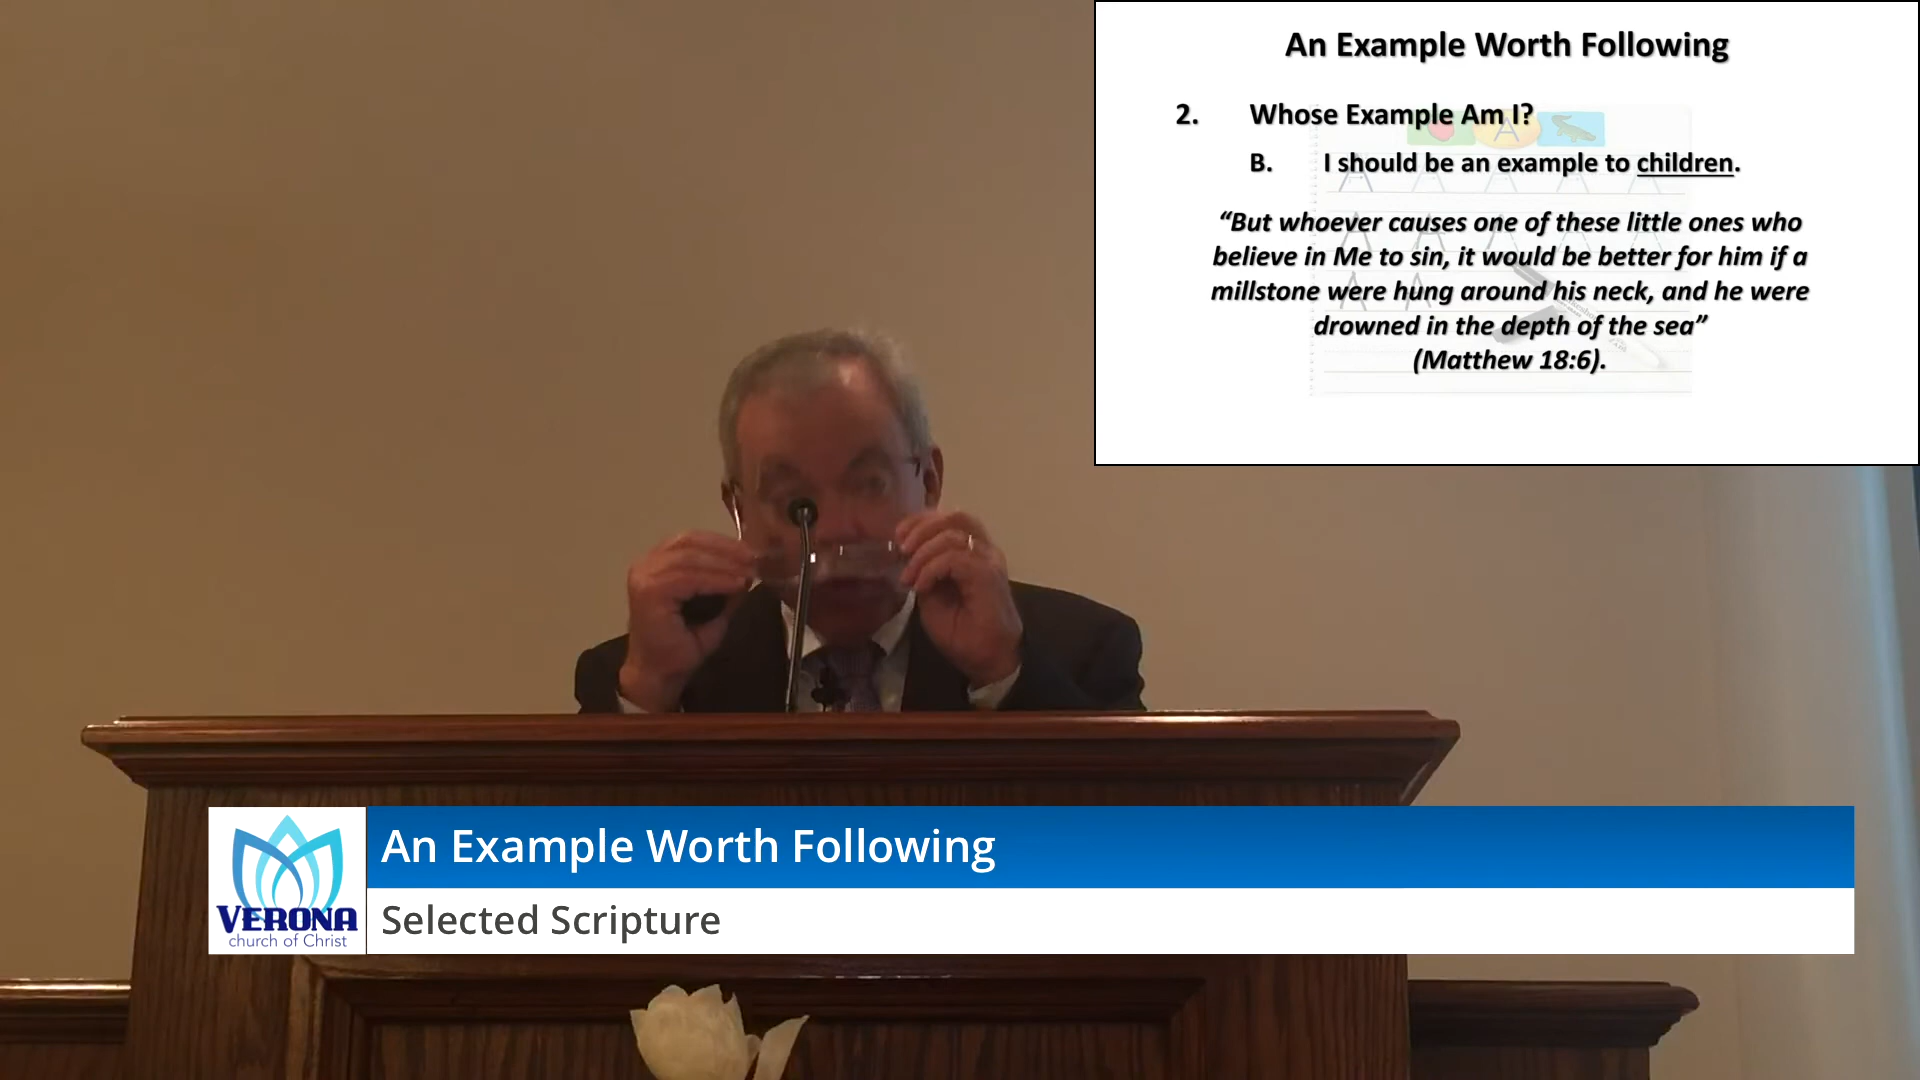 An Example Worth Following
2. Whose Example Am I?
B. I should be an example to children.
“But whoever causes one of these little ones who
believe in Me to sin, it would be better for him if a
millstone were hung around his neck, and he were
drowned in the depth of the sea”
(Matthew 18:6).
An Example Worth Following
Selected Scripture
VERONA
church of Christ